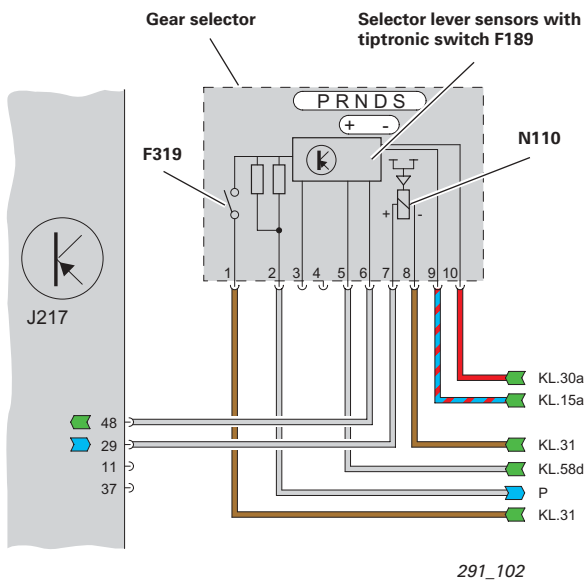 Gear selector
Selector lever sensors with
tiptronic switch F189
P R N D S
+ -
F319
N110
+ -
1 2 3 4 5 6 7 8 9 10
J217
KL.30a
KL.15a
48
29
KL.31
11
KL.58d
37
P
KL.31
291_102